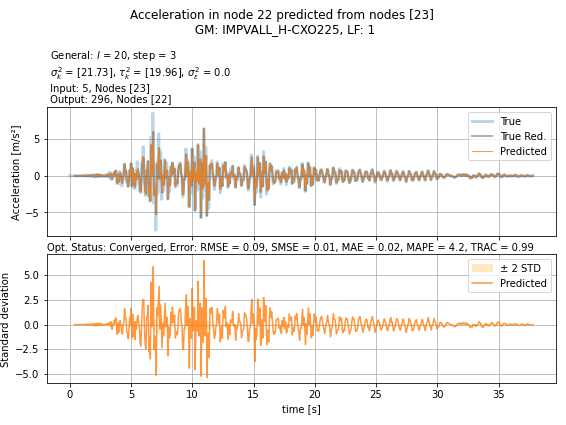 Acceleration in node 22 predicted from nodes [23]
GM: IMPVALL_H-CXO225, LF: 1
General: l = 20, step = 3
σ²ₖ = [21.73], τ²ₖ = [19.96], σ²ε = 0.0
Input: 5, Nodes [23]
Output: 296, Nodes [22]
Acceleration [m/s²]
5
0
−5
True
True Red.
Predicted
Opt. Status: Converged, Error: RMSE = 0.09, SMSE = 0.01, MAE = 0.02, MAPE = 4.2, TRAC = 0.99
Standard deviation
5.0
2.5
0.0
−2.5
−5.0
± 2 STD
Predicted
0 5 10 15 20 25 30 35
time [s]